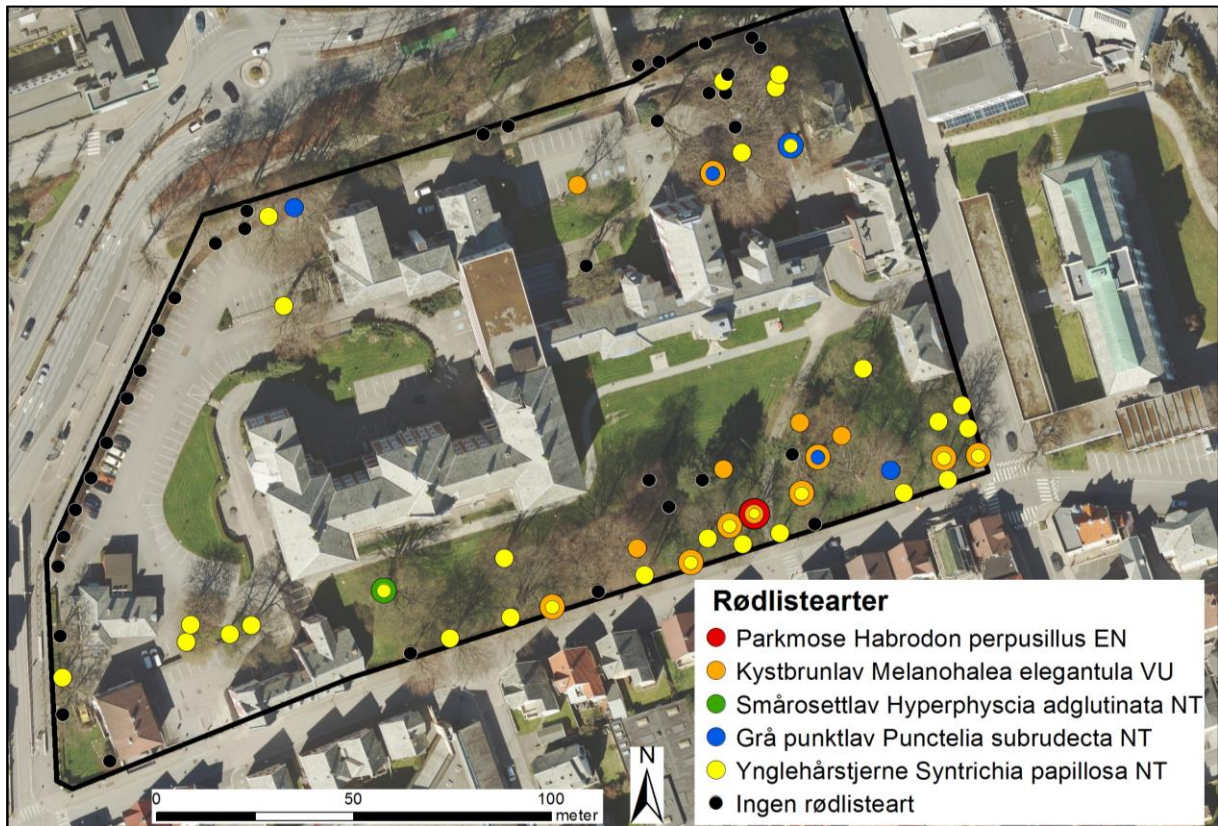 Rødlistearter
Parkmose Habrodon perpusillus EN
Kystbrunlav Melanohalea elegantula VU
Smårosettlav Hyperphyscia adglutinata NT
Grå punktlav Punctelia subrudecta NT
Ynglehårstjerne Syntrichia papillosa NT
Ingen rødlisteart
N
0 50 100
meter